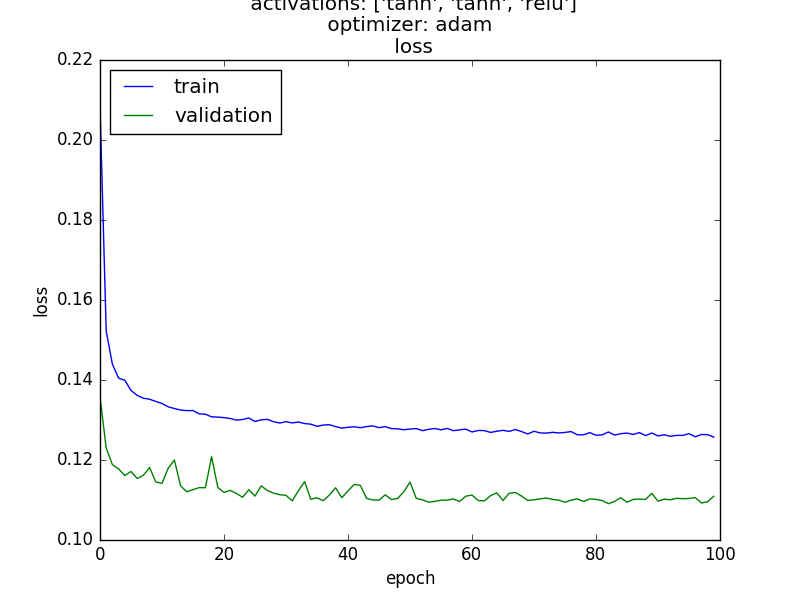 activations: ['tanh', 'tanh', 'relu']
optimizer: adam
loss
0.22
train
validation
0.20
0.18
0.16
0.14
0.12
0.10
loss
0 20 40 60 80 100
epoch